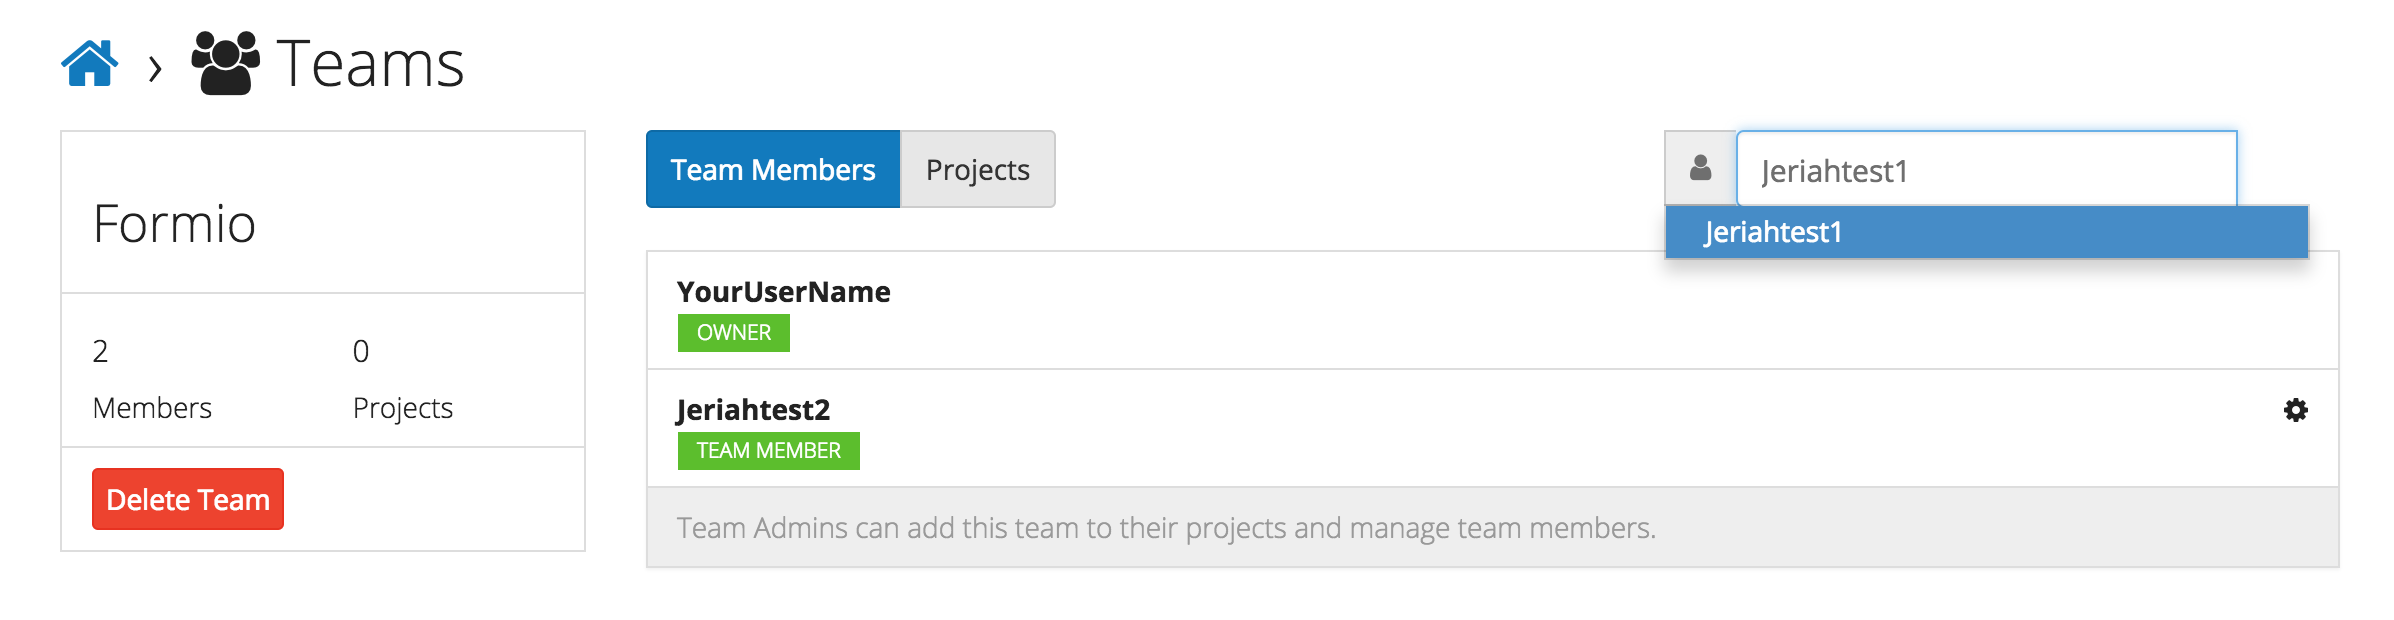 › Teams
Formio
2
Members
0
Projects
Delete Team
Team Members
Projects
Jeriahtest1
Jeriahtest1
YourUserName
OWNER
Jeriahtest2
TEAM MEMBER
Team Admins can add this team to their projects and manage team members.